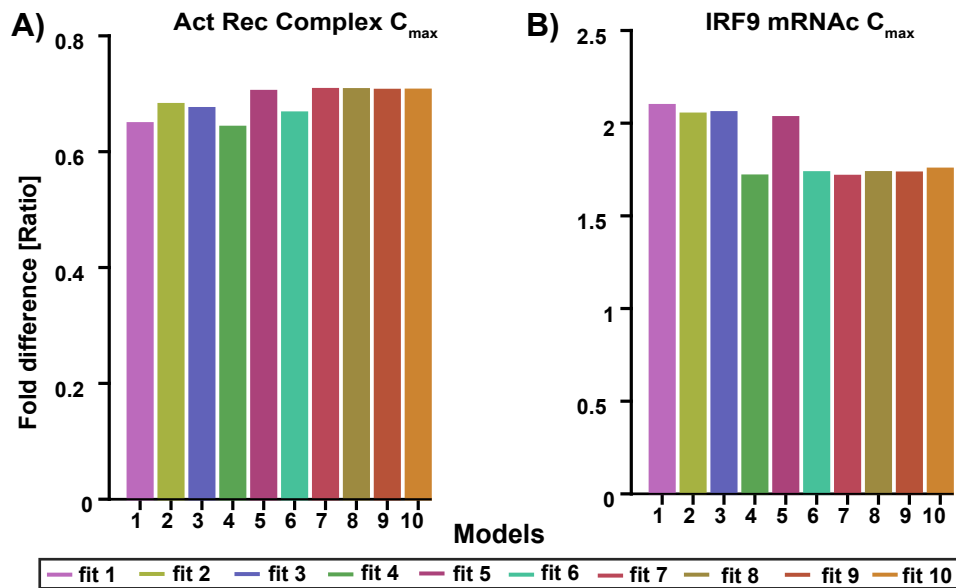 A) Act Rec Complex Cmax
B) IRF9 mRNAc Cmax
Fold difference [Ratio]
0.8
0.6
0.4
0.2
0
1 2 3 4 5 6 7 8 9 10
2.5
2
1.5
1
0.5
0
1 2 3 4 5 6 7 8 9 10
Models
fit 1 fit 2 fit 3 fit 4 fit 5 fit 6 fit 7 fit 8 fit 9 fit 10